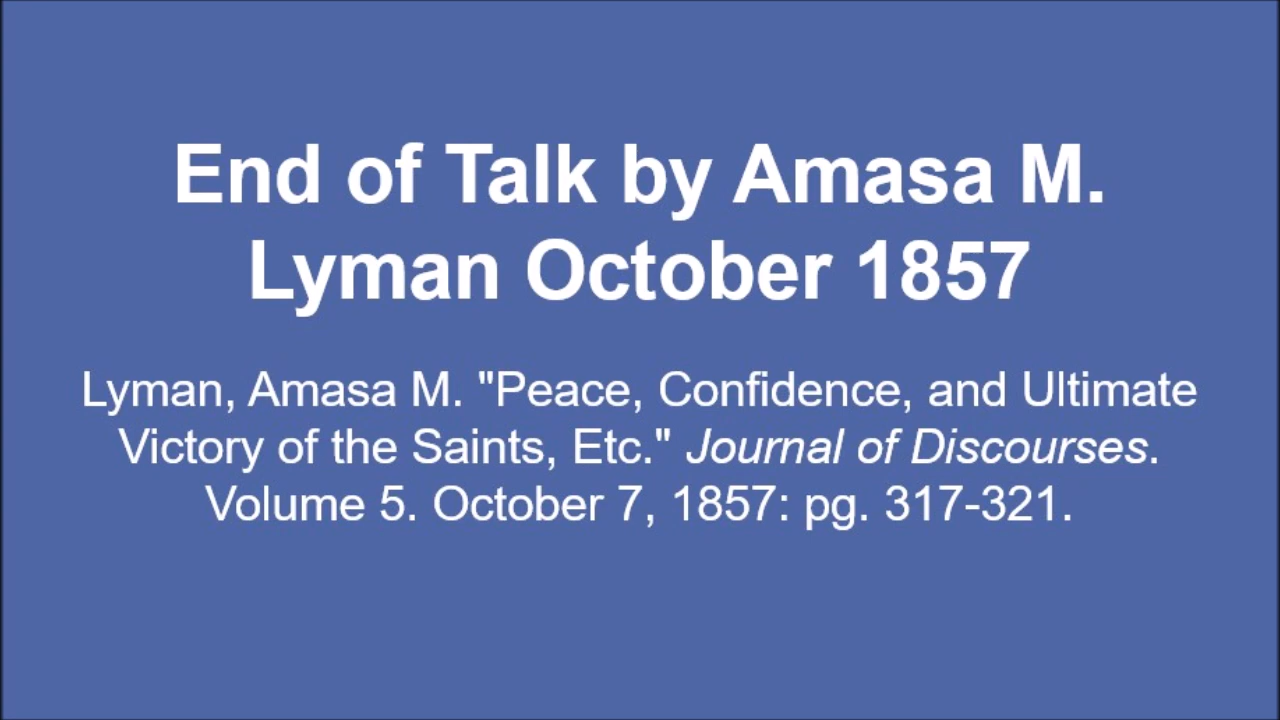 End of Talk by Amasa M.
Lyman October 1857
Lyman, Amasa M. "Peace, Confidence, and Ultimate
Victory of the Saints, Etc." Journal of Discourses.
Volume 5. October 7, 1857: pg. 317-321.